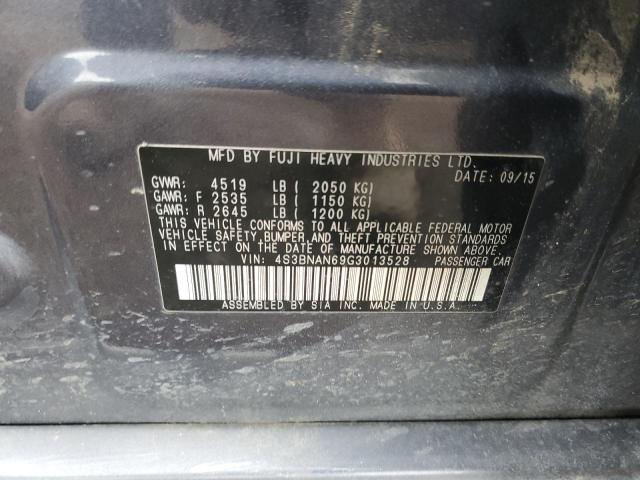 MFD BY FUJI HEAVY INDUSTRIES LTD.
DATE: 09/15
GVWR: 4519 LB ( 2050 KG)
GAWR: F 2535 LB ( 1150 KG)
GAWR: R 2645 LB ( 1200 KG)
THIS VEHICLE CONFORMS TO ALL APPLICABLE FEDERAL MOTOR
VEHICLE SAFETY, BUMPER, AND THEFT PREVENTION STANDARDS
IN EFFECT ON THE DATE OF MANUFACTURE SHOWN ABOVE.
VIN: 4S3BNAN69G3013528 PASSENGER CAR
ASSEMBLED BY SIA INC. MADE IN U.S.A.